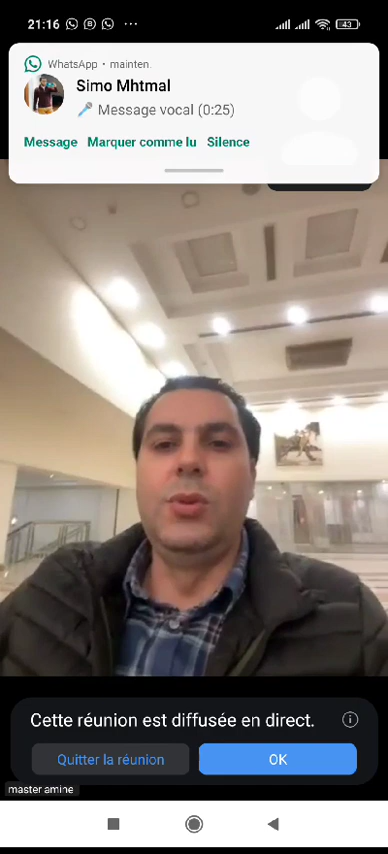 21:16
43
WhatsApp • mainten.
Simo Mhtmal
🎤 Message vocal (0:25)
Message Marquer comme lu Silence
Cette réunion est diffusée en direct.
Quitter la réunion OK
master amine